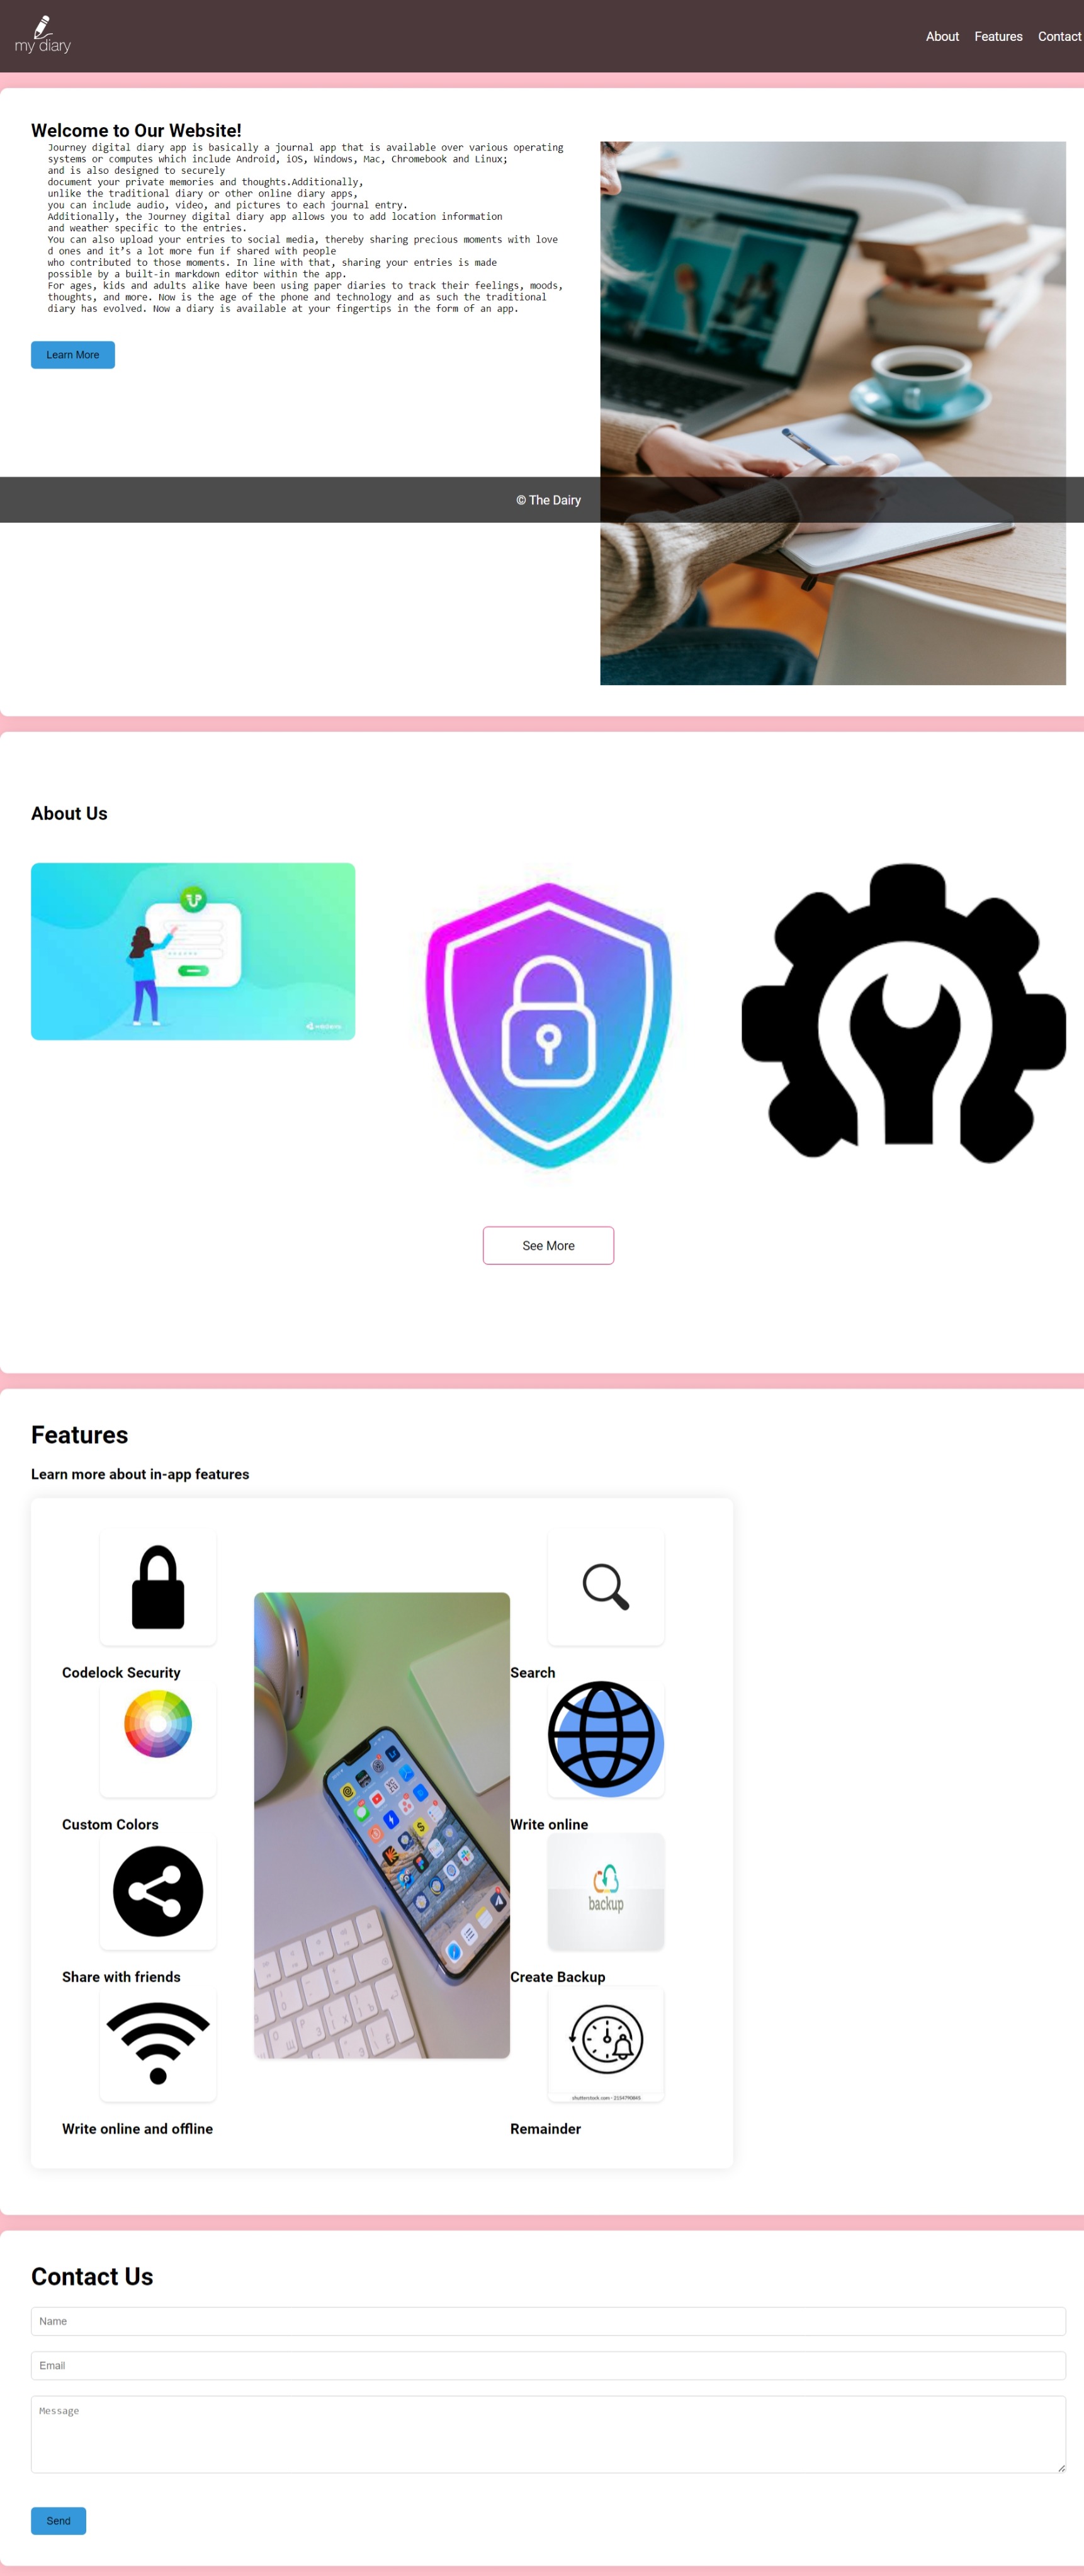 my diary
About Features Contact
Welcome to Our Website!
Journey digital diary app is basically a journal app that is available over various operating
systems or computes which include Android, iOS, Windows, Mac, Chromebook and Linux;
and is also designed to securely
document your private memories and thoughts.Additionally,
unlike the traditional diary or other online diary apps,
you can include audio, video, and pictures to each journal entry.
Additionally, the Journey digital diary app allows you to add location information
and weather specific to the entries.
You can also upload your entries to social media, thereby sharing precious moments with love
d ones and it’s a lot more fun if shared with people
who contributed to those moments. In line with that, sharing your entries is made
possible by a built-in markdown editor within the app.
For ages, kids and adults alike have been using paper diaries to track their feelings, moods,
thoughts, and more. Now is the age of the phone and technology and as such the traditional
diary has evolved. Now a diary is available at your fingertips in the form of an app.
Learn More
© The Dairy
About Us
See More
Features
Learn more about in-app features
Codelock Security
Search
Custom Colors
Write online
backup
Share with friends
Create Backup
shutterstock.com · 2154790845
Write online and offline
Remainder
Contact Us
Name
Email
Message
Send